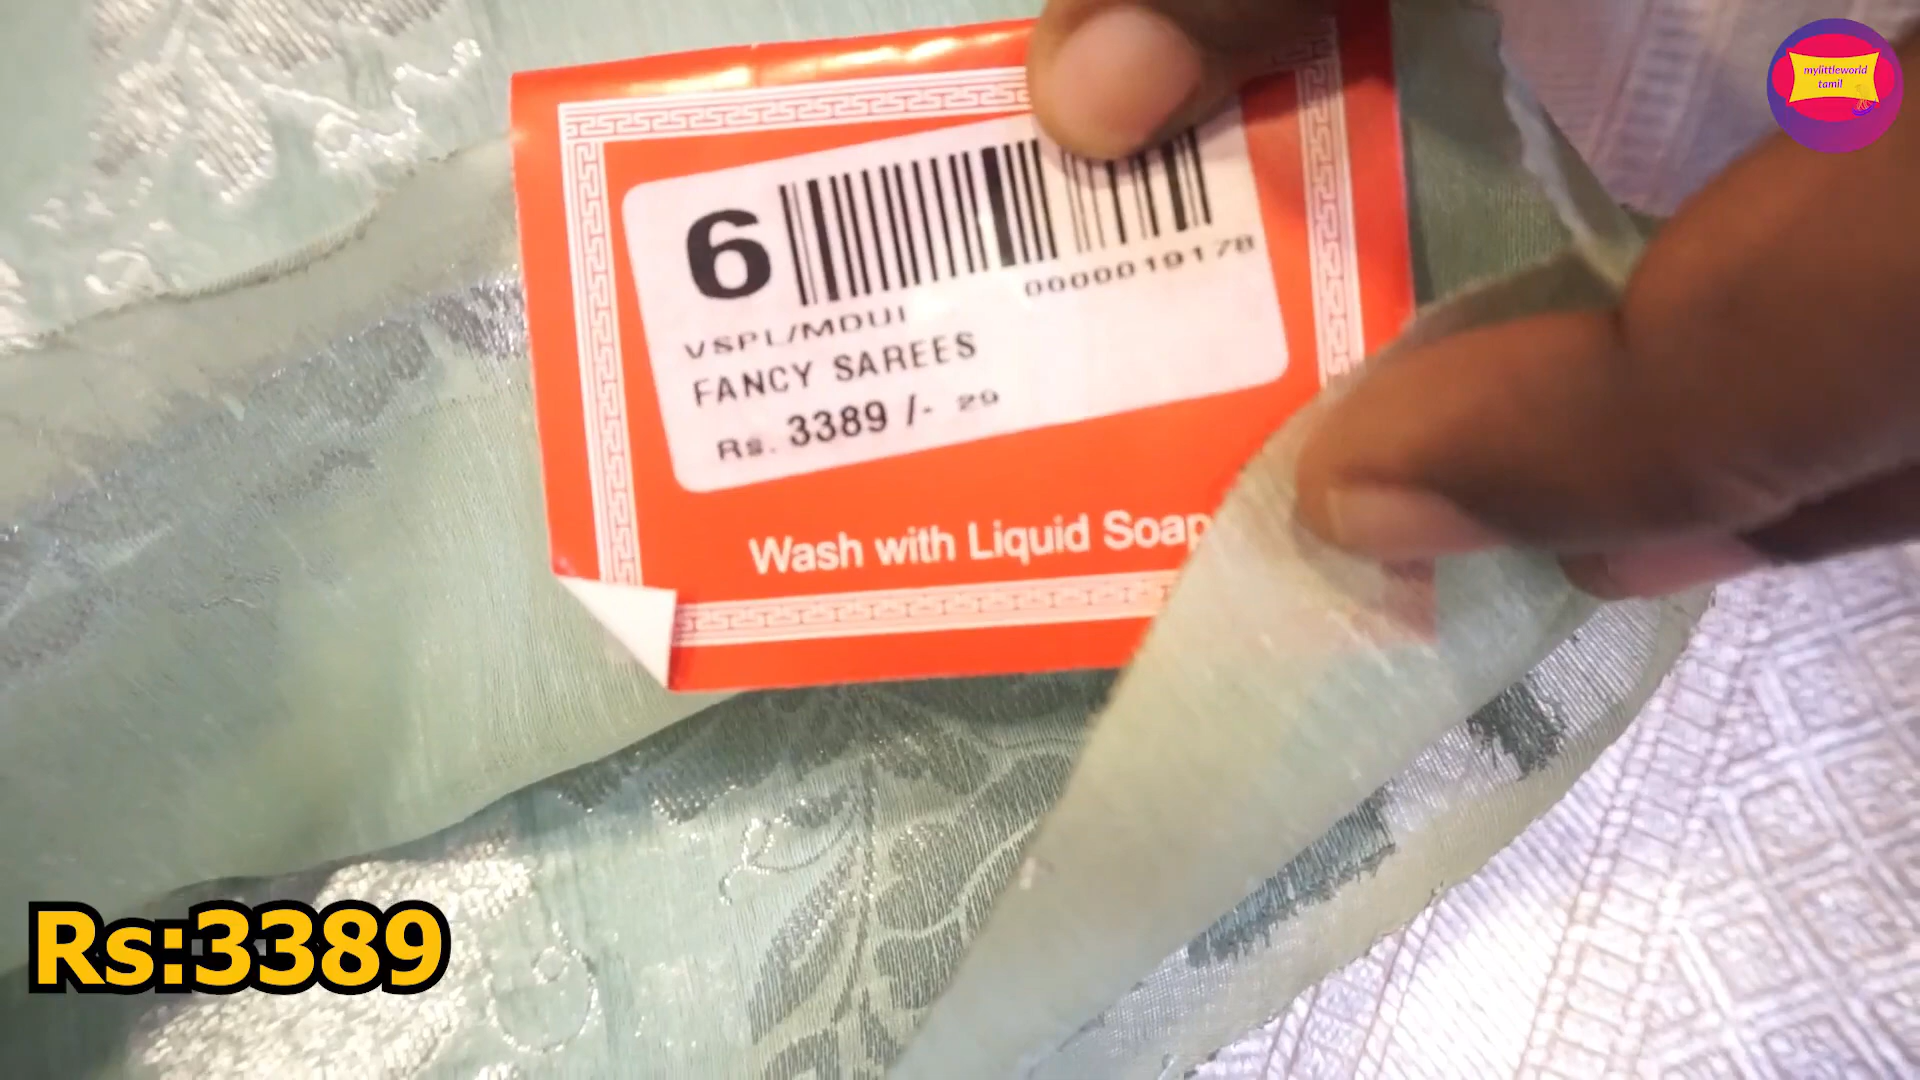 mylittleworld
tamil
6
0000019178
VSPL/MDUI
FANCY SAREES
Rs. 3389 /- 29
Wash with Liquid Soap
Rs:3389